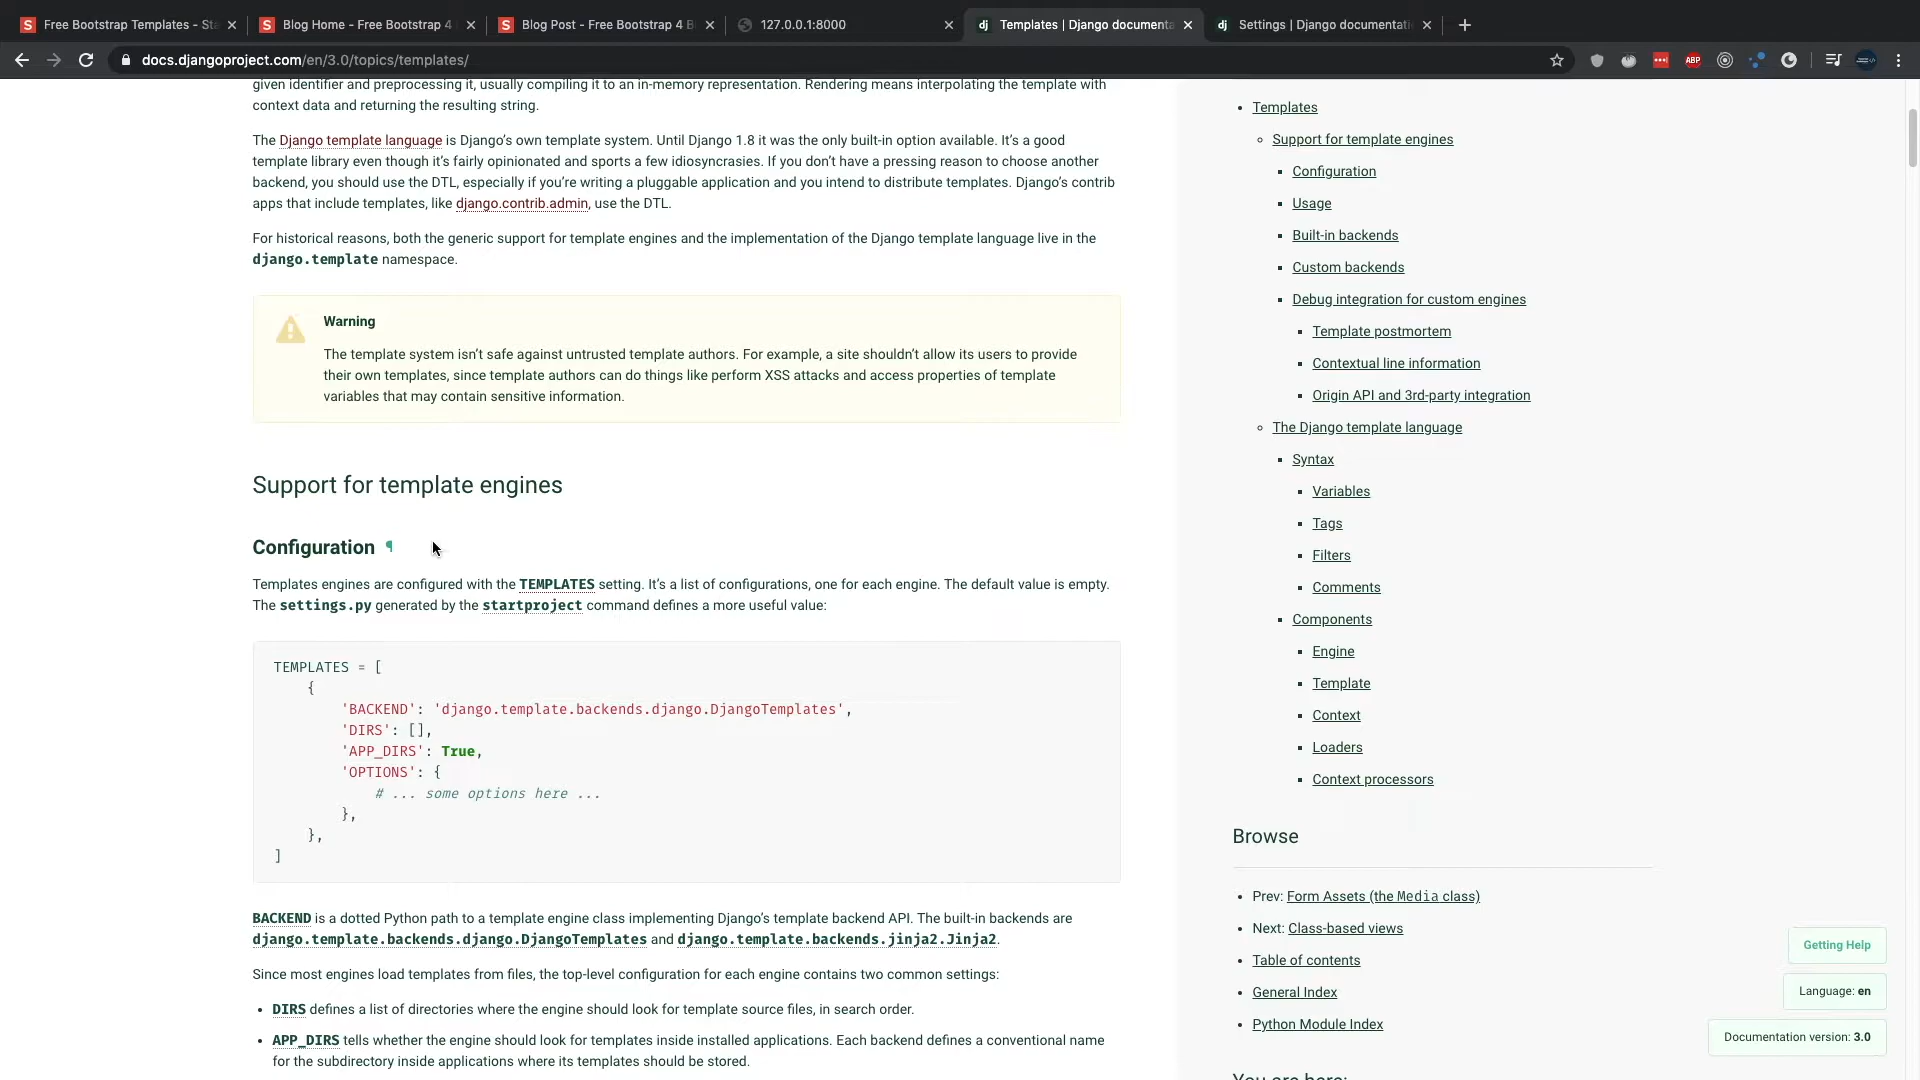 Free Bootstrap Templates - Sta
Blog Home - Free Bootstrap 4
Blog Post - Free Bootstrap 4 B
127.0.0.1:8000
Templates | Django documenta
Settings | Django documentati
docs.djangoproject.com/en/3.0/topics/templates/
given identifier and preprocessing it, usually compiling it to an in-memory representation. Rendering means interpolating the template with
context data and returning the resulting string.
The Django template language is Django’s own template system. Until Django 1.8 it was the only built-in option available. It’s a good
template library even though it’s fairly opinionated and sports a few idiosyncrasies. If you don’t have a pressing reason to choose another
backend, you should use the DTL, especially if you’re writing a pluggable application and you intend to distribute templates. Django’s contrib
apps that include templates, like django.contrib.admin, use the DTL.
For historical reasons, both the generic support for template engines and the implementation of the Django template language live in the
django.template namespace.
Warning
The template system isn’t safe against untrusted template authors. For example, a site shouldn’t allow its users to provide
their own templates, since template authors can do things like perform XSS attacks and access properties of template
variables that may contain sensitive information.
Support for template engines
Configuration ¶
Templates engines are configured with the TEMPLATES setting. It’s a list of configurations, one for each engine. The default value is empty.
The settings.py generated by the startproject command defines a more useful value:
TEMPLATES = [
{
'BACKEND': 'django.template.backends.django.DjangoTemplates',
'DIRS': [],
'APP_DIRS': True,
'OPTIONS': {
# ... some options here ...
},
},
]
BACKEND is a dotted Python path to a template engine class implementing Django’s template backend API. The built-in backends are
django.template.backends.django.DjangoTemplates and django.template.backends.jinja2.Jinja2.
Since most engines load templates from files, the top-level configuration for each engine contains two common settings:
• DIRS defines a list of directories where the engine should look for template source files, in search order.
• APP_DIRS tells whether the engine should look for templates inside installed applications. Each backend defines a conventional name
for the subdirectory inside applications where its templates should be stored.
Templates
Support for template engines
Configuration
Usage
Built-in backends
Custom backends
Debug integration for custom engines
Template postmortem
Contextual line information
Origin API and 3rd-party integration
The Django template language
Syntax
Variables
Tags
Filters
Comments
Components
Engine
Template
Context
Loaders
Context processors
Browse
Prev: Form Assets (the Media class)
Next: Class-based views
Table of contents
General Index
Python Module Index
You are here:
Getting Help
Language: en
Documentation version: 3.0
ABP